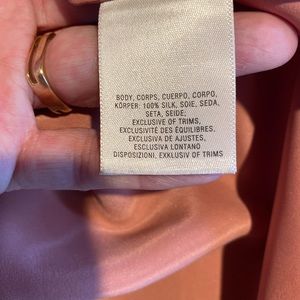 BODY, CORPS, CUERPO, CORPO,
KÖRPER: 100% SILK, SOIE, SEDA,
SETA, SEIDE;
EXCLUSIVE OF TRIMS,
EXCLUSIVITÉ DES ÉQUILIBRES,
EXCLUSIVA DE AJUSTES,
ESCLUSIVA LONTANO
DISPOSIZIONI, EXKLUSIV OF TRIMS